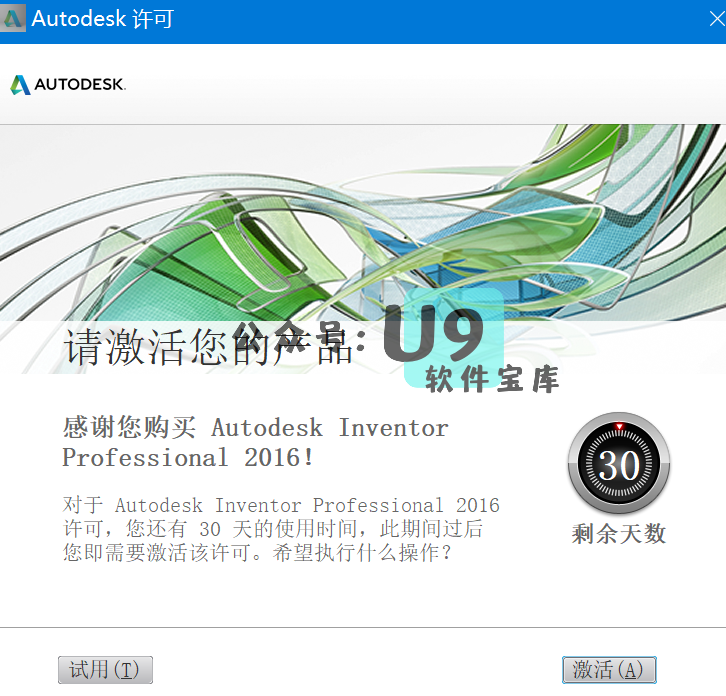 Autodesk 许可
AUTODESK.
请激活您的产品
公众号：U9
软件宝库
感谢您购买 Autodesk Inventor
Professional 2016!
30
剩余天数
对于 Autodesk Inventor Professional 2016
许可，您还有 30 天的使用时间，此期间过后
您即需要激活该许可。希望执行什么操作？
试用(T)
激活(A)